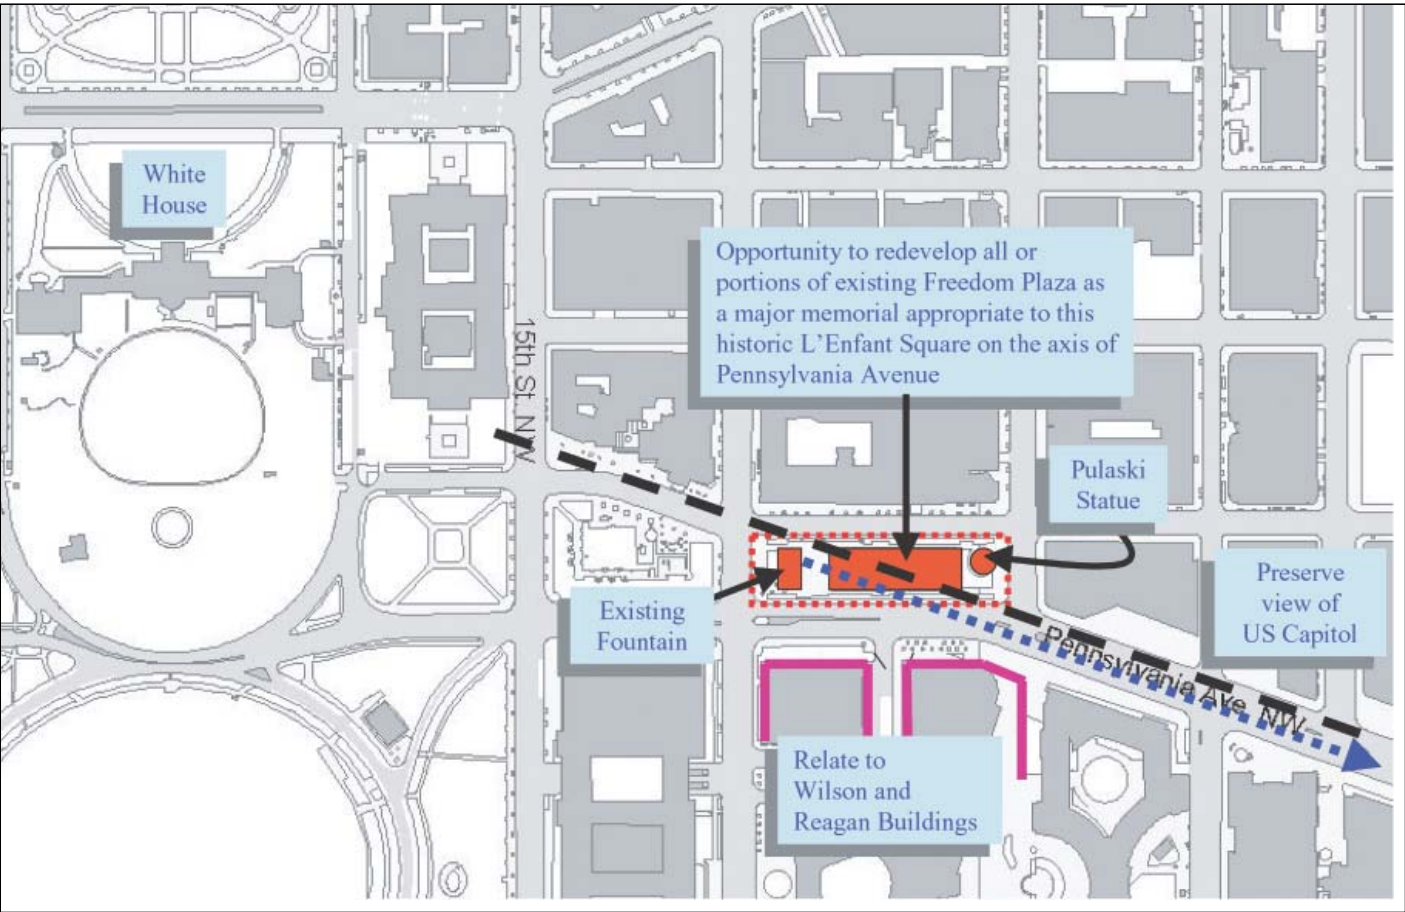 White
House
Opportunity to redevelop all or
portions of existing Freedom Plaza as
a major memorial appropriate to this
historic L'Enfant Square on the axis of
Pennsylvania Avenue
15th St. NW
Pulaski
Statue
Existing
Fountain
Preserve
view of
US Capitol
Pennsylvania Ave. NW
Relate to
Wilson and
Reagan Buildings